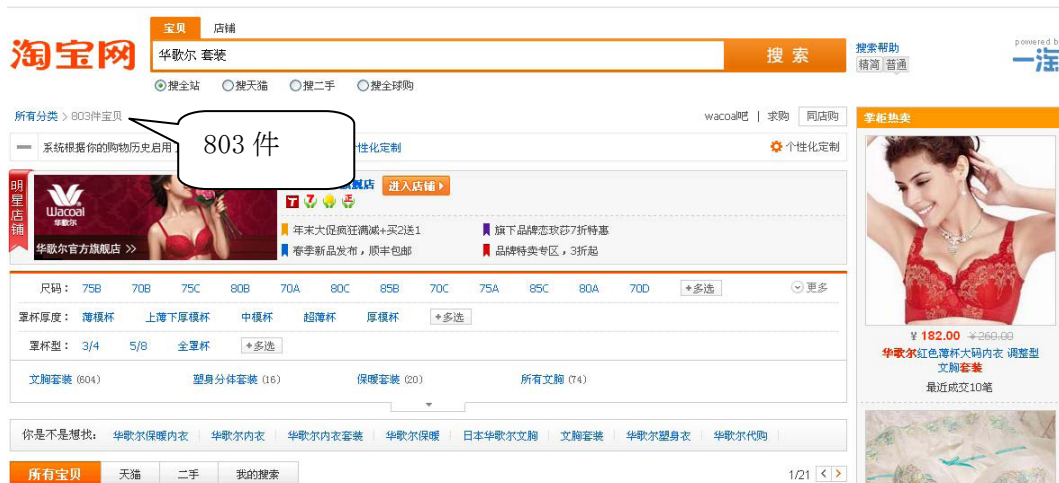 宝贝 店铺
淘宝网
华歌尔 套装
搜 索
搜索帮助
精简 普通
powered b
一淘
搜全站 搜天猫 搜二手 搜全球购
所有分类 > 803件宝贝
803 件
wacoal吧 | 求购 同店购
系统根据你的购物历史启用
性化定制
个性化定制
明星店铺
Wacoal
华歌尔
华歌尔官方旗舰店 >>
旗舰店 进入店铺
年末大促疯狂满减+买2送1 旗下品牌恋玫莎7折特惠
春季新品发布，顺丰包邮 品牌特卖专区，3折起
尺码： 75B 70B 75C 80B 70A 80C 85B 70C 75A 85C 80A 70D +多选 更多
罩杯厚度： 薄模杯 上薄下厚模杯 中模杯 超薄杯 厚模杯 +多选
罩杯型： 3/4 5/8 全罩杯 +多选
文胸套装 (604) 塑身分体套装 (16) 保暖套装 (20) 所有文胸 (74)
你是不是想找： 华歌尔保暖内衣 华歌尔内衣 华歌尔内衣套装 华歌尔保暖 日本华歌尔文胸 文胸套装 华歌尔塑身衣 华歌尔代购
所有宝贝 天猫 二手 我的搜索 1/21 < >
掌柜热卖
¥ 182.00 ¥260.00
华歌尔红色薄杯大码内衣 调整型
文胸套装
最近成交10笔